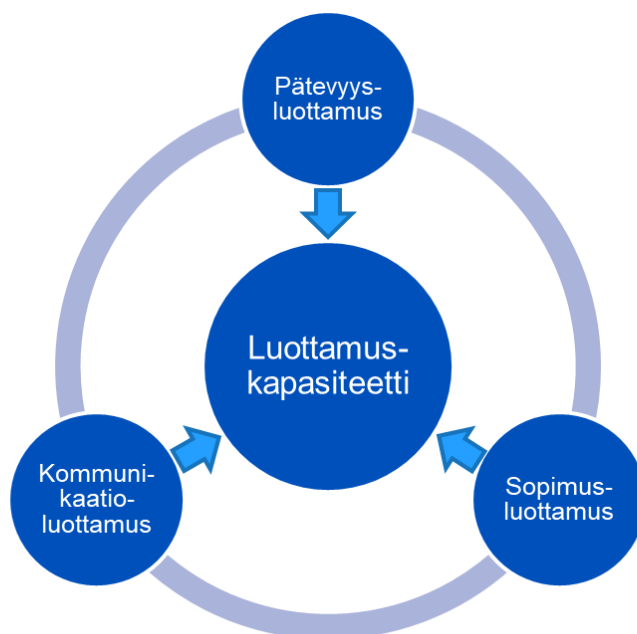 Pätevyys-
luottamus
Luottamus-
kapasiteetti
Kommuni-
kaatio-
luottamus
Sopimus-
luottamus